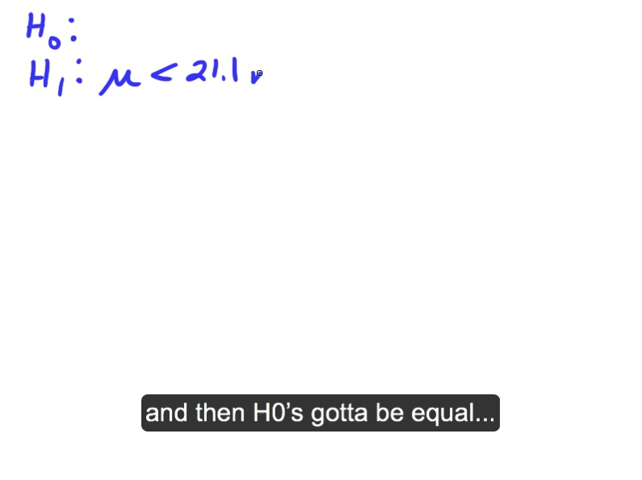 H₀:
H₁: μ < 21.1
and then H0’s gotta be equal...